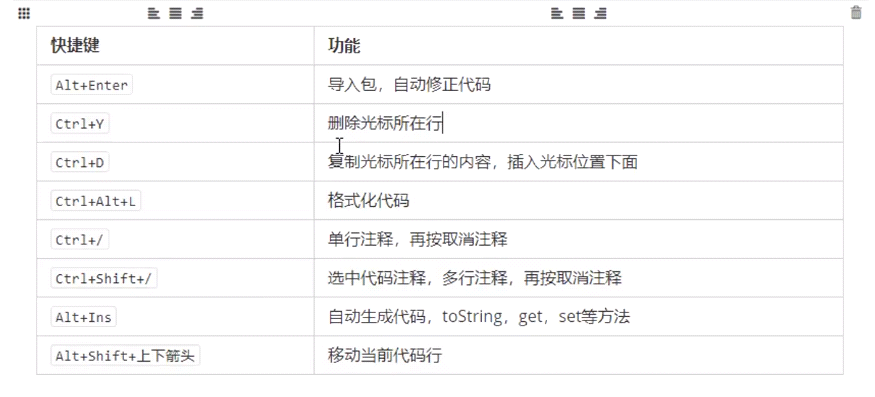 快捷键 功能
Alt+Enter 导入包，自动修正代码
Ctrl+Y 删除光标所在行
Ctrl+D 复制光标所在行的内容，插入光标位置下面
Ctrl+Alt+L 格式化代码
Ctrl+/ 单行注释，再按取消注释
Ctrl+Shift+/ 选中代码注释，多行注释，再按取消注释
Alt+Ins 自动生成代码，toString，get，set等方法
Alt+Shift+上下箭头 移动当前代码行